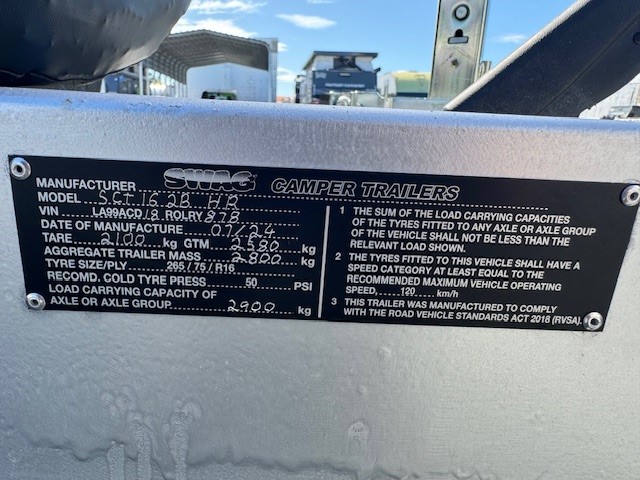 MANUFACTURER SWAG CAMPER TRAILERS
MODEL SCT 16 2B HR
VIN LA99ACD18 R0LRY878
DATE OF MANUFACTURE 07/24
TARE 2100 kg GTM 2580 kg
AGGREGATE TRAILER MASS 2800 kg
TYRE SIZE/PLY 265/75/R16
RECOMD. COLD TYRE PRESS 50 PSI
LOAD CARRYING CAPACITY OF
AXLE OR AXLE GROUP 2900 kg
1 THE SUM OF THE LOAD CARRYING CAPACITIES
OF THE TYRES FITTED TO ANY AXLE OR AXLE GROUP
OF THE VEHICLE SHALL NOT BE LESS THAN THE
RELEVANT LOAD SHOWN.
2 THE TYRES FITTED TO THIS VEHICLE SHALL HAVE A
SPEED CATEGORY AT LEAST EQUAL TO THE
RECOMMENDED MAXIMUM VEHICLE OPERATING
SPEED, 120 km/h
3 THIS TRAILER WAS MANUFACTURED TO COMPLY
WITH THE ROAD VEHICLE STANDARDS ACT 2018 (RVSA).